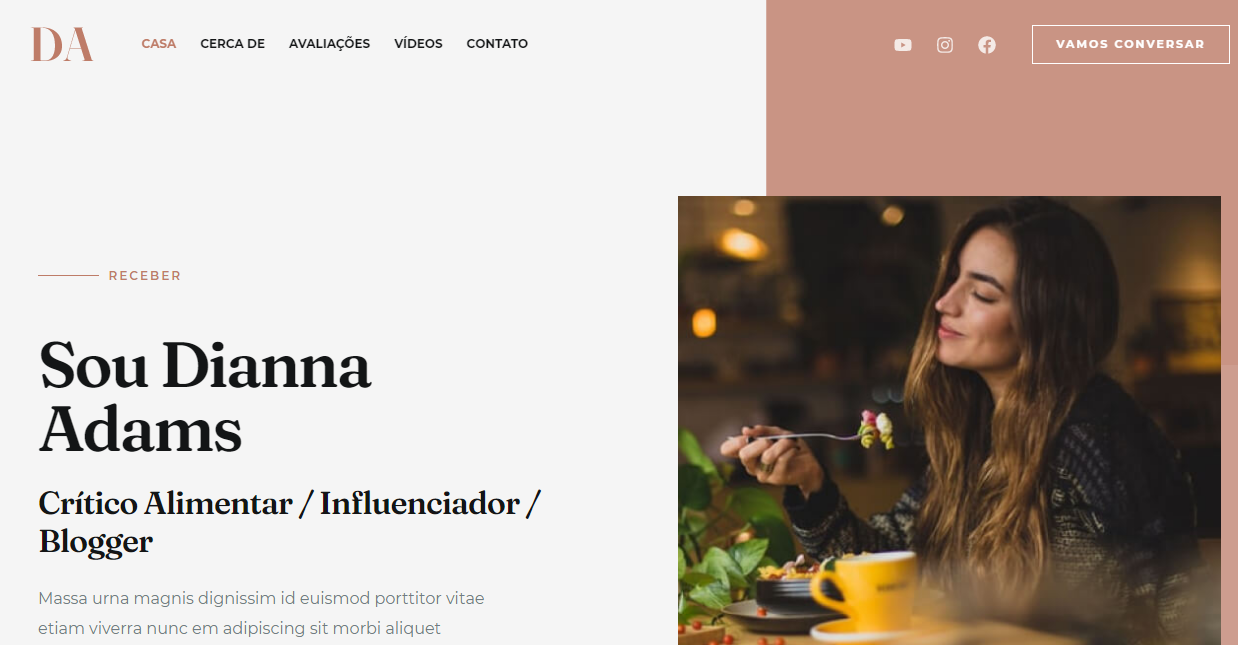 DA
CASA CERCA DE AVALIAÇÕES VÍDEOS CONTATO
VAMOS CONVERSAR
RECEBER
Sou Dianna
Adams
Crítico Alimentar / Influenciador /
Blogger
Massa urna magnis dignissim id euismod porttitor vitae
etiam viverra nunc em adipiscing sit morbi aliquet